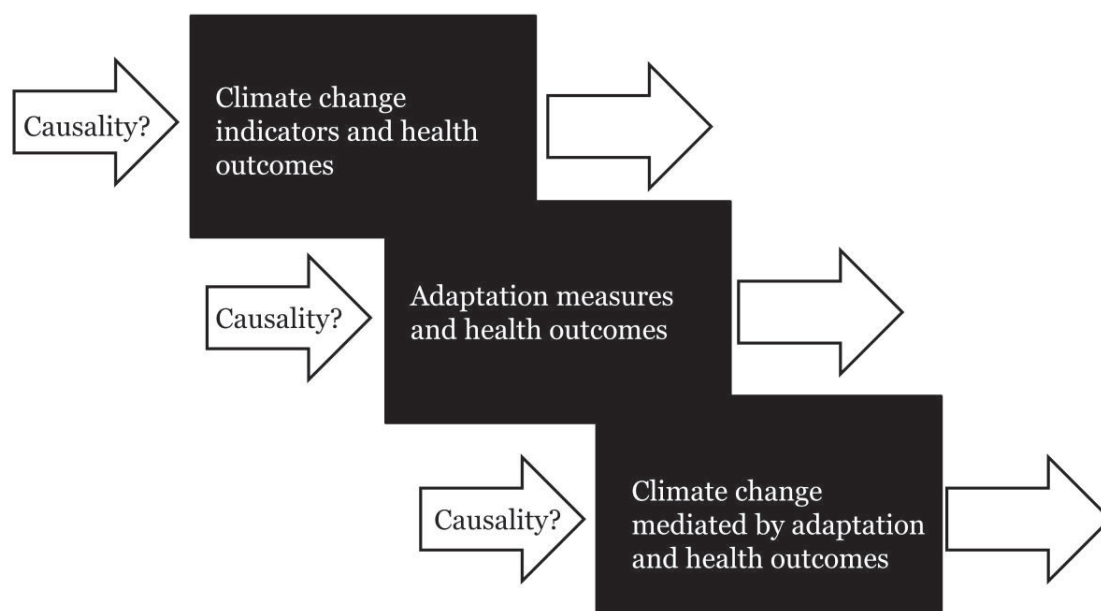 Causality?
Climate change
indicators and health
outcomes
Causality?
Adaptation measures
and health outcomes
Causality?
Climate change
mediated by adaptation
and health outcomes